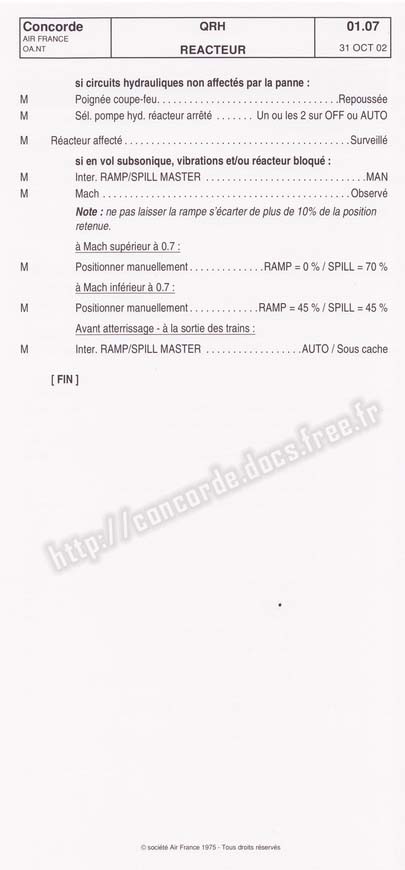 Concorde QRH 01.07
AIR FRANCE
OA.NT REACTEUR 31 OCT 02
si circuits hydrauliques non affectés par la panne :
M Poignée coupe-feu. . . . . . . . . . . . . . . . . . . . . . . . . . . . . . .Repoussée
M Sél. pompe hyd. réacteur arrêté . . . . . . . Un ou les 2 sur OFF ou AUTO
M Réacteur affecté . . . . . . . . . . . . . . . . . . . . . . . . . . . . . . . . . . . . . .Surveillé
si en vol subsonique, vibrations et/ou réacteur bloqué :
M Inter. RAMP/SPILL MASTER . . . . . . . . . . . . . . . . . . . . . . . . . . . .MAN
M Mach . . . . . . . . . . . . . . . . . . . . . . . . . . . . . . . . . . . . . . . . . . .Observé
Note : ne pas laisser la rampe s'écarter de plus de 10% de la position
retenue.
à Mach supérieur à 0.7 :
M Positionner manuellement . . . . . . . . . . . . .RAMP = 0 % / SPILL = 70 %
à Mach inférieur à 0.7 :
M Positionner manuellement . . . . . . . . . . . .RAMP = 45 % / SPILL = 45 %
Avant atterrissage - à la sortie des trains :
M Inter. RAMP/SPILL MASTER . . . . . . . . . . . . . . . . .AUTO / Sous cache
[ FIN ]
http://concorde.docs.free.fr
© société Air France 1975 - Tous droits réservés